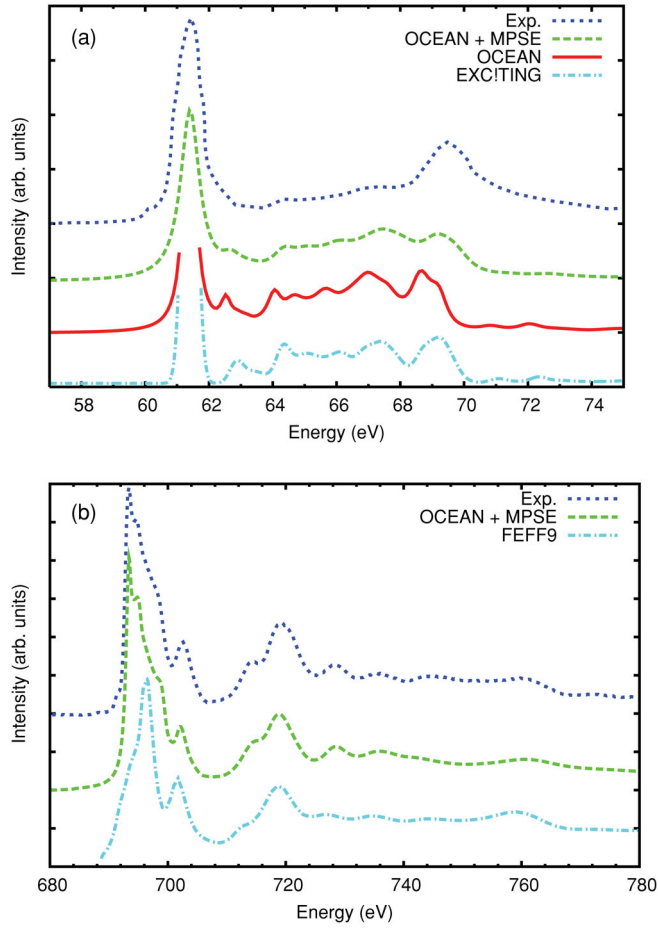 (a)
Exp.
OCEAN + MPSE
OCEAN
EXC!TING
Intensity (arb. units)
58 60 62 64 66 68 70 72 74
Energy (eV)
(b)
Exp.
OCEAN + MPSE
FEFF9
Intensity (arb. units)
680 700 720 740 760 780
Energy (eV)